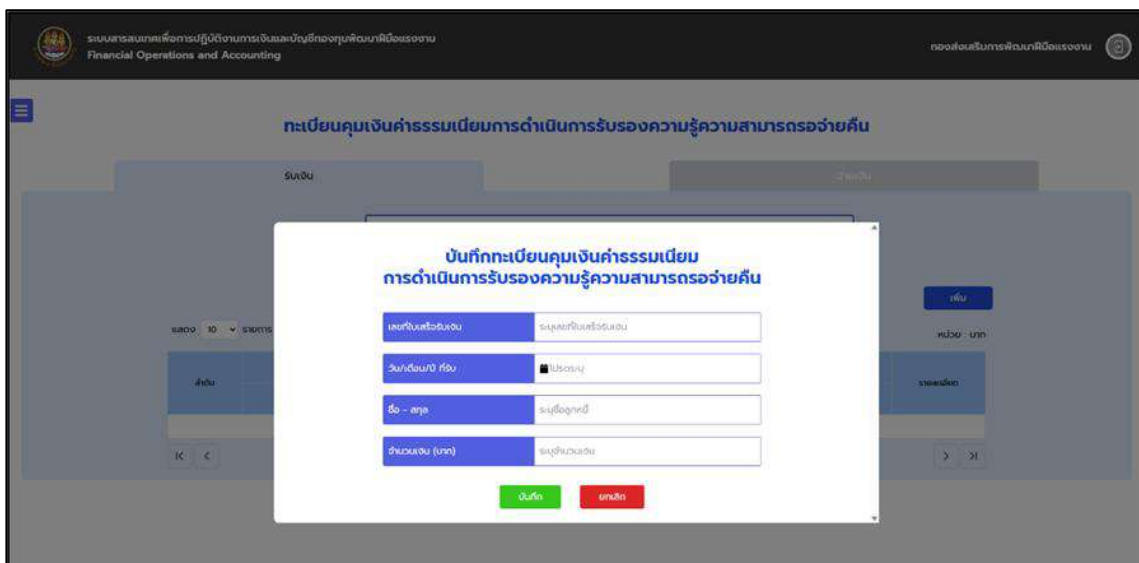 ระบบสารสนเทศเพื่อการปฏิบัติงานการเงินและบัญชีกองทุนพัฒนาฝีมือแรงงาน
Financial Operations and Accounting
กองส่งเสริมการพัฒนาฝีมือแรงงาน
ทะเบียนคุมเงินค่าธรรมเนียมการดำเนินการรับรองความรู้ความสามารถรอจ่ายคืน
รับเงิน
จ่ายเงิน
บันทึกทะเบียนคุมเงินค่าธรรมเนียม
การดำเนินการรับรองความรู้ความสามารถรอจ่ายคืน
เพิ่ม
แสดง 10 รายการ
หน่วย : บาท
เลขที่ใบเสร็จรับเงิน ระบุเลขที่ใบเสร็จรับเงิน
วัน/เดือน/ปี ที่รับ โปรดระบุ
ลำดับ
รายละเอียด
ชื่อ - สกุล ระบุชื่อลูกหนี้
จำนวนเงิน (บาท) ระบุจำนวนเงิน
บันทึก ยกเลิก